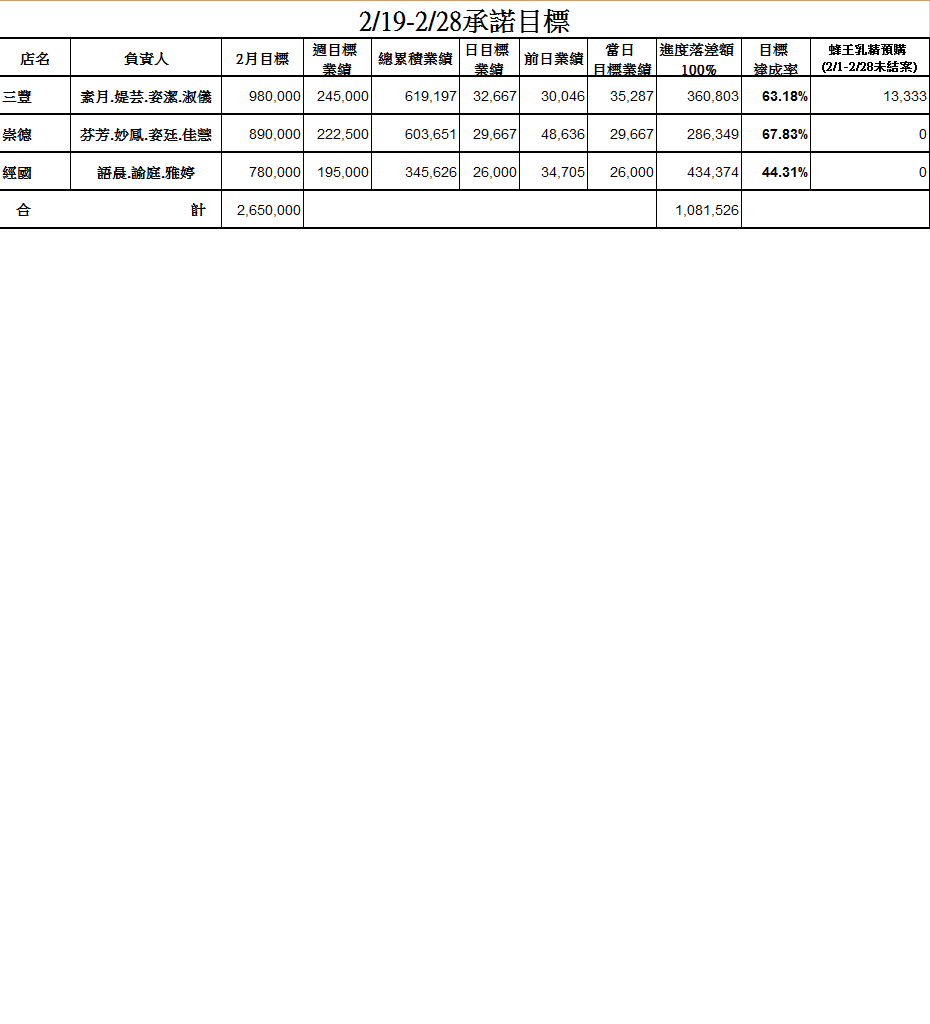 2/19-2/28承諾目標
店名 負責人 2月目標 週目標業績 總累積業績 日目標業績 前日業績 當日目標業績 進度落差額100% 目標達成率 蜂王乳精預購(2/1-2/28未結案)
三豐 素月.媞芸.姿潔.淑儀 980,000 245,000 619,197 32,667 30,046 35,287 360,803 63.18% 13,333
崇德 芬芳.妙鳳.姿廷.佳慧 890,000 222,500 603,651 29,667 48,636 29,667 286,349 67.83% 0
經國 語晨.諭庭.雅婷 780,000 195,000 345,626 26,000 34,705 26,000 434,374 44.31% 0
合計 2,650,000 1,081,526